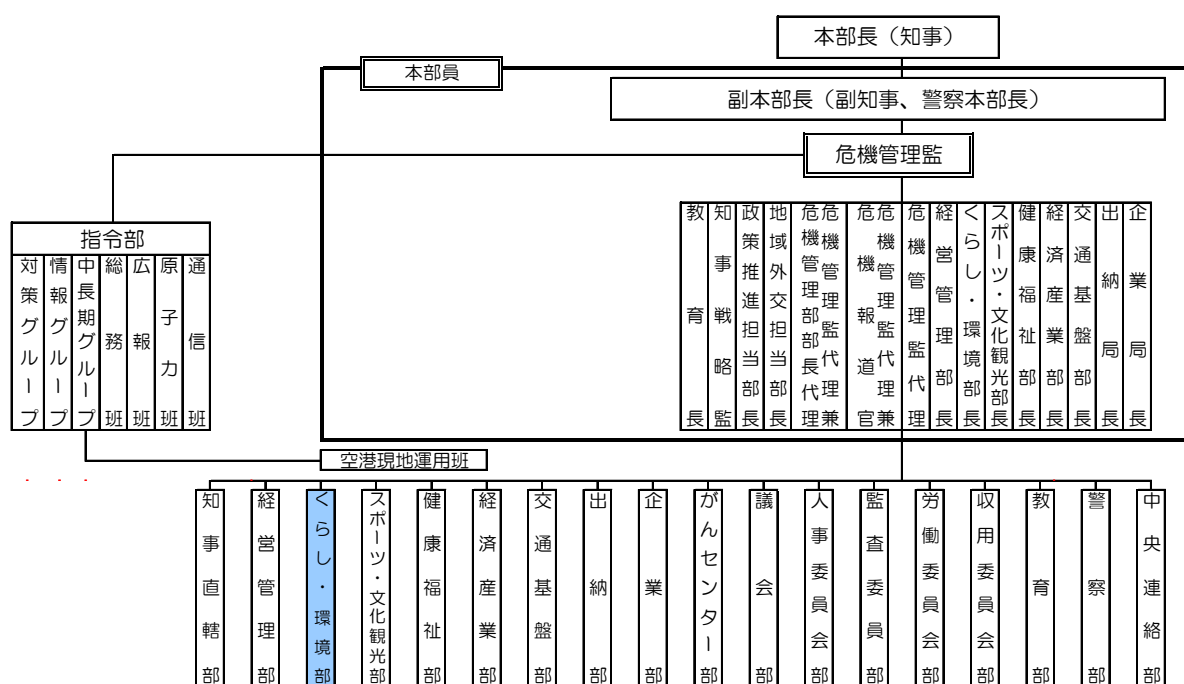 本部長（知事）
本部員
副本部長（副知事、警察本部長）
危機管理監
指令部
対策グループ
情報グループ
中長期グループ
総務班
広報班
原子力班
通信班
教育長
知事戦略監
政策推進担当部長
地域外交担当部長
危機管理監代理兼
危機管理部部長代理
危機管理監代理兼
危機報道官
危機管理監代理
経営管理部長
くらし・環境部長
スポーツ・文化観光部長
健康福祉部長
経済産業部長
交通基盤部長
出納局長
企業局長
空港現地運用班
知事直轄部
経営管理部
くらし・環境部
スポーツ・文化観光部
健康福祉部
経済産業部
交通基盤部
出納部
企業部
がんセンター部
議会部
人事委員会部
監査委員部
労働委員会部
収用委員会部
教育部
警察部
中央連絡部